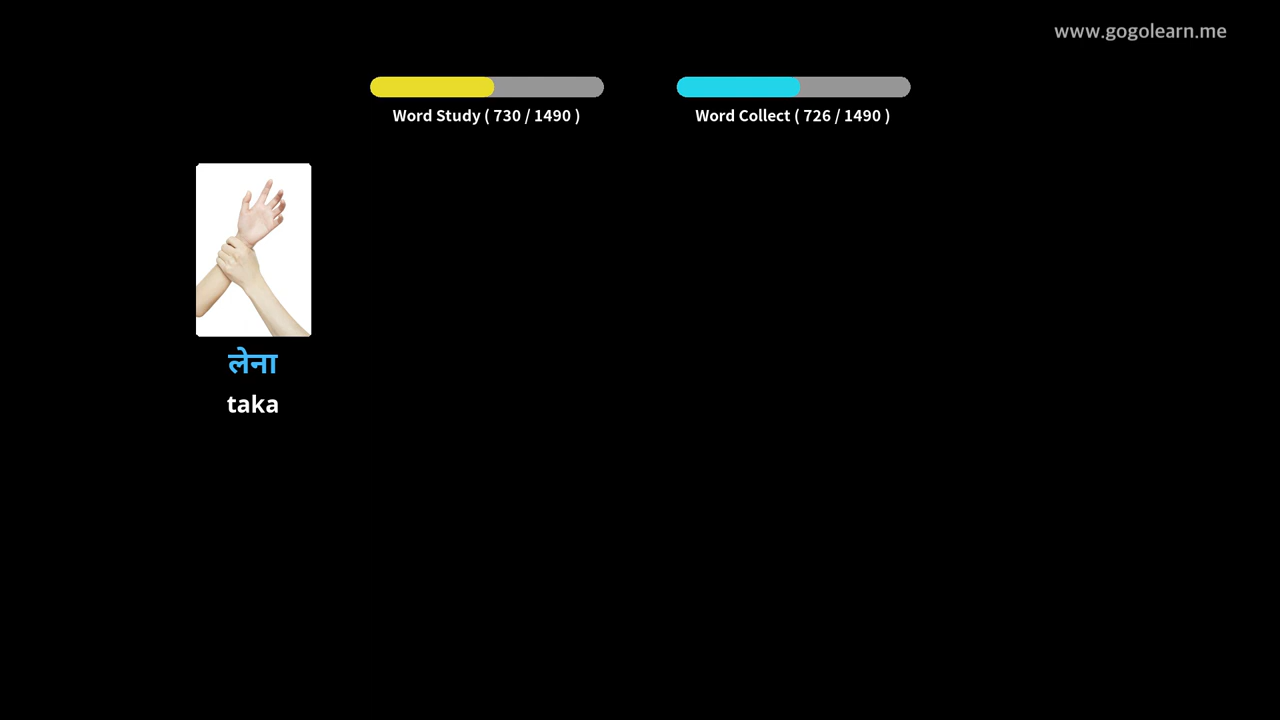 www.gogolearn.me
Word Study ( 730 / 1490 )
Word Collect ( 726 / 1490 )
लेना
taka